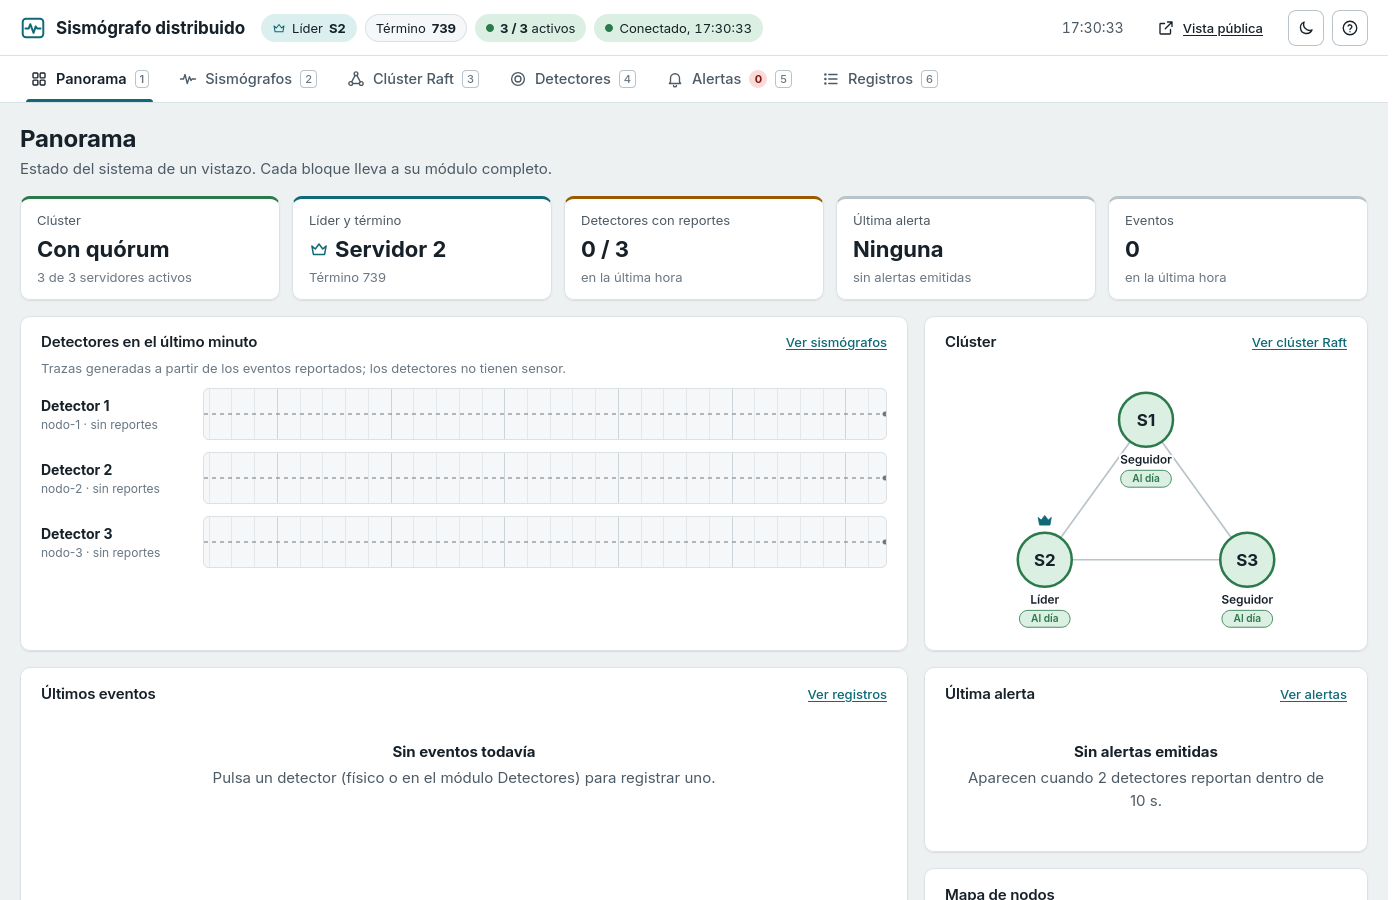 Sismógrafo distribuido
Líder S2
Término 739
3 / 3 activos
Conectado, 17:30:33
17:30:33
Vista pública
Panorama 1
Sismógrafos 2
Clúster Raft 3
Detectores 4
Alertas 0 5
Registros 6
Panorama
Estado del sistema de un vistazo. Cada bloque lleva a su módulo completo.
Clúster
Con quórum
3 de 3 servidores activos
Líder y término
Servidor 2
Término 739
Detectores con reportes
0 / 3
en la última hora
Última alerta
Ninguna
sin alertas emitidas
Eventos
0
en la última hora
Detectores en el último minuto
Ver sismógrafos
Trazas generadas a partir de los eventos reportados; los detectores no tienen sensor.
Detector 1
nodo-1 · sin reportes
Detector 2
nodo-2 · sin reportes
Detector 3
nodo-3 · sin reportes
Clúster
Ver clúster Raft
S1
Seguidor
Al día
S2
Líder
Al día
S3
Seguidor
Al día
Últimos eventos
Ver registros
Sin eventos todavía
Pulsa un detector (físico o en el módulo Detectores) para registrar uno.
Última alerta
Ver alertas
Sin alertas emitidas
Aparecen cuando 2 detectores reportan dentro de
10 s.
Mapa de nodos